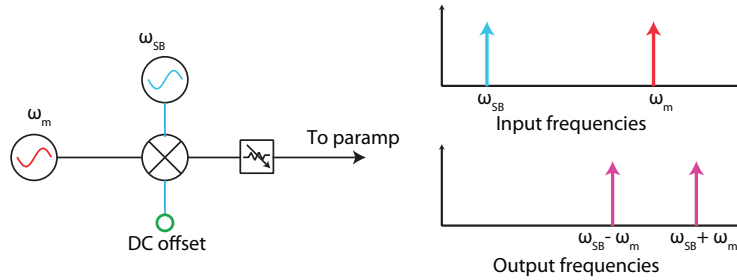 ω_SB
ω_m
To paramp
DC offset
ω_SB
ω_m
Input frequencies
ω_SB - ω_m
ω_SB + ω_m
Output frequencies